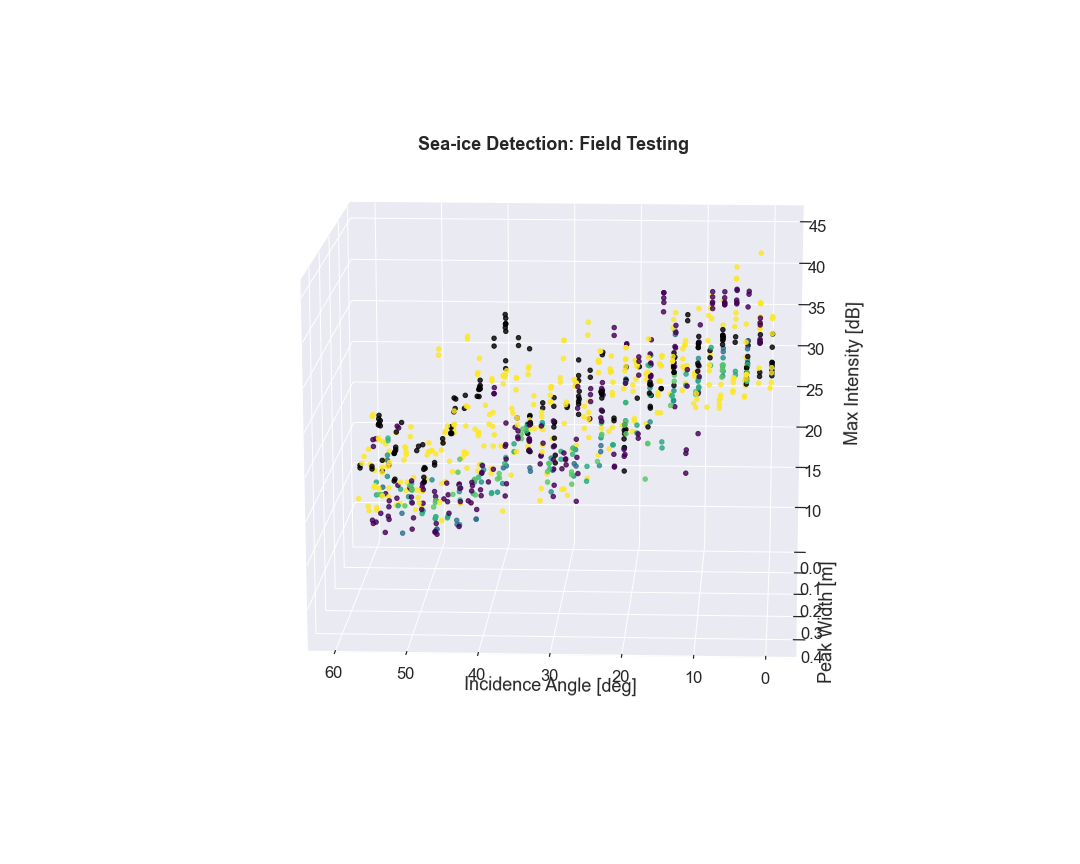 Sea-ice Detection: Field Testing
45
40
35
30
25
20
15
10
Max Intensity [dB]
0.0
0.1
0.2
0.3
0.4
Peak Width [m]
60 50 40 30 20 10 0
Incidence Angle [deg]